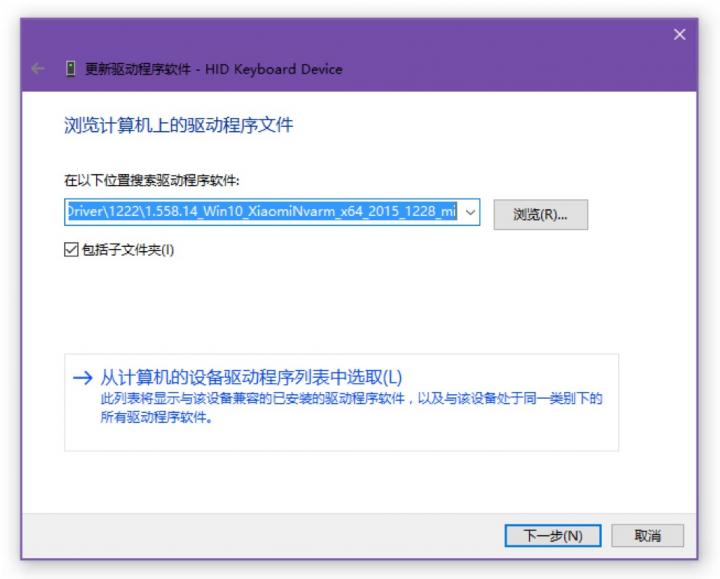 更新驱动程序软件 - HID Keyboard Device
浏览计算机上的驱动程序文件
在以下位置搜索驱动程序软件:
Driver\1222\1.558.14_Win10_XiaomiNvarm_x64_2015_1228_mi
浏览(R)...
包括子文件夹(I)
从计算机的设备驱动程序列表中选取(L)
此列表将显示与该设备兼容的已安装的驱动程序软件，以及与该设备处于同一类别下的
所有驱动程序软件。
下一步(N)
取消